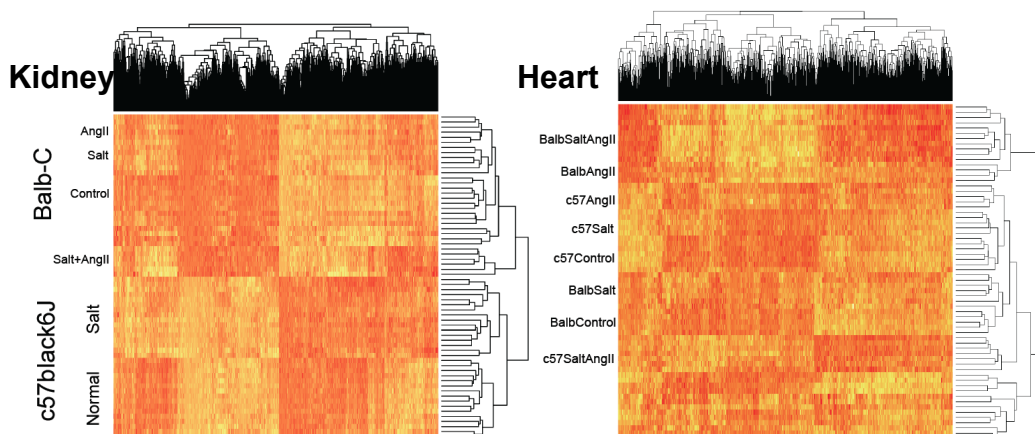 Kidney
Balb-C
AngII
Salt
Control
Salt+AngII
c57black6J
Salt
Normal
Heart
BalbSaltAngII
BalbAngII
c57AngII
c57Salt
c57Control
BalbSalt
BalbControl
c57SaltAngII